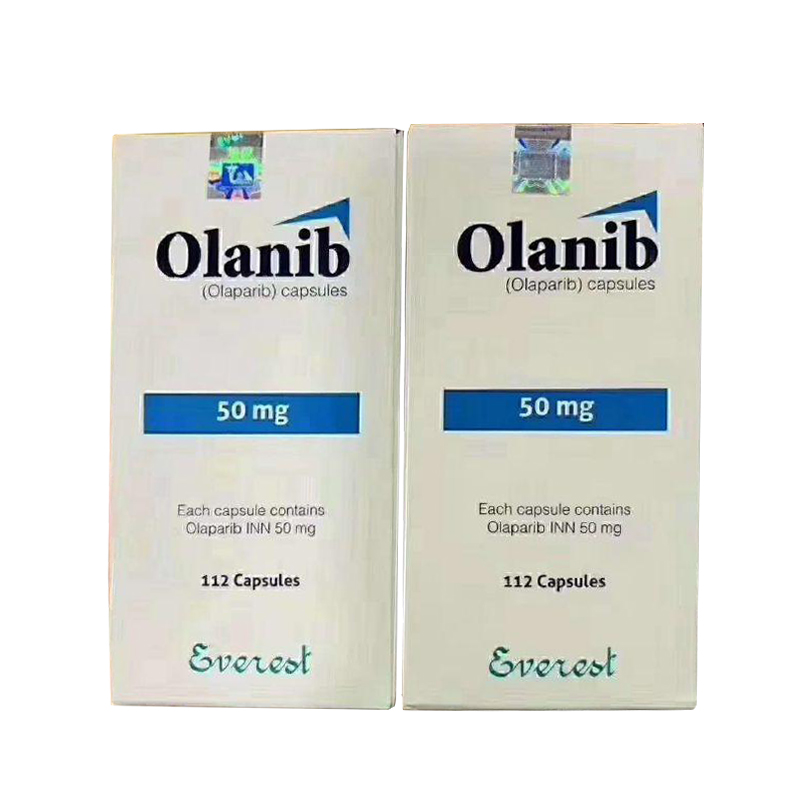 Olanib
(Olaparib) capsules
50 mg
Each capsule contains
Olaparib INN 50 mg
112 Capsules
Everest
Olanib
(Olaparib) capsules
50 mg
Each capsule contains
Olaparib INN 50 mg
112 Capsules
Everest